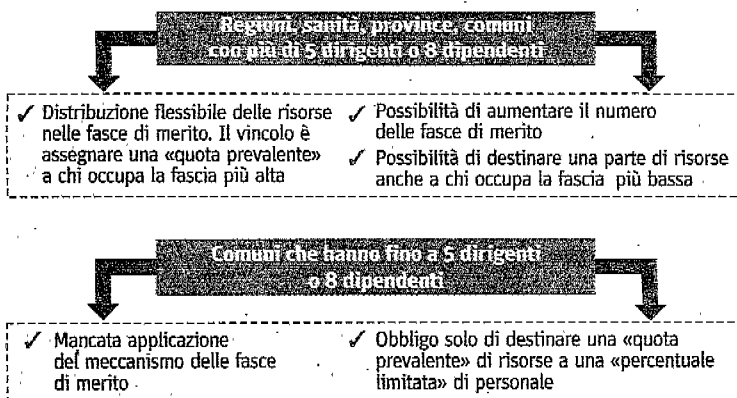 Regioni, sanità, province, comuni
con più di 5 dirigenti o 8 dipendenti
✓ Distribuzione flessibile delle risorse
nelle fasce di merito. Il vincolo è
assegnare una «quota prevalente»
a chi occupa la fascia più alta
✓ Possibilità di aumentare il numero
delle fasce di merito
✓ Possibilità di destinare una parte di risorse
anche a chi occupa la fascia più bassa
Comuni che hanno fino a 5 dirigenti
o 8 dipendenti
✓ Mancata applicazione
del meccanismo delle fasce
di merito
✓ Obbligo solo di destinare una «quota
prevalente» di risorse a una «percentuale
limitata» di personale